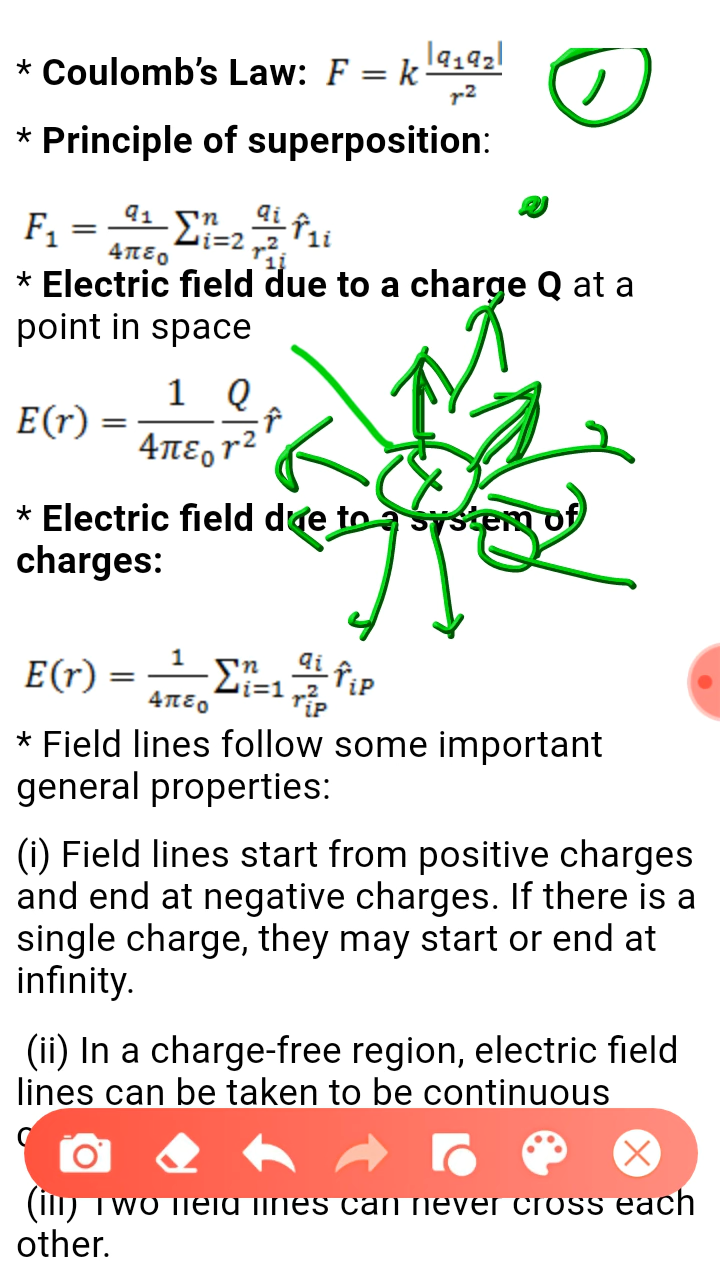 * Coulomb's Law: F = k |q₁q₂| / r²
* Principle of superposition:
F₁ = q₁/4πε₀ Σⁿᵢ₌₂ qᵢ/r²₁ᵢ r̂₁ᵢ
* Electric field due to a charge Q at a
point in space
E(r) = 1/4πε₀ Q/r² r̂
* Electric field due to a system of
charges:
E(r) = 1/4πε₀ Σⁿᵢ₌₁ qᵢ/r²ᵢP r̂ᵢP
* Field lines follow some important
general properties:
(i) Field lines start from positive charges
and end at negative charges. If there is a
single charge, they may start or end at
infinity.
(ii) In a charge-free region, electric field
lines can be taken to be continuous
(iii) Two field lines can never cross each
other.